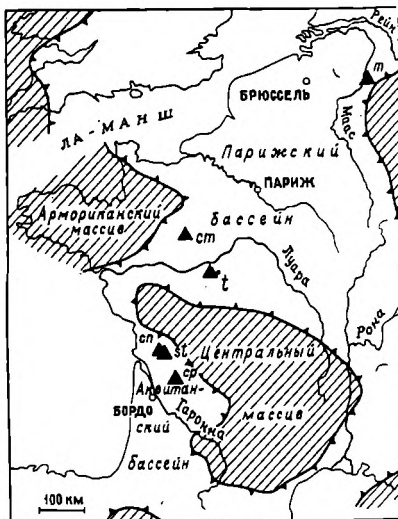 Рейн
m
БРЮССЕЛЬ
Маас
ЛА-МАНШ
Парижский
ПАРИЖ
Армориканский
массив
бассейн
cm
t
Луара
Рона
cn
st
Центральный
cp
Аквитан-
БОРДО
ский
Гаронна
массив
бассейн
100 км